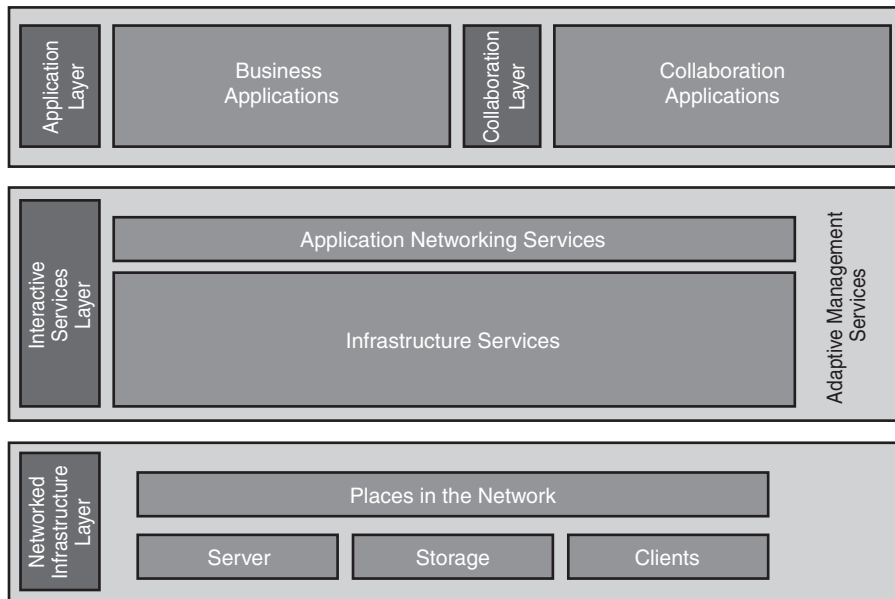 Application
Layer
Business
Applications
Collaboration
Layer
Collaboration
Applications
Interactive
Services
Layer
Application Networking Services
Infrastructure Services
Adaptive Management
Services
Networked
Infrastructure
Layer
Places in the Network
Server
Storage
Clients